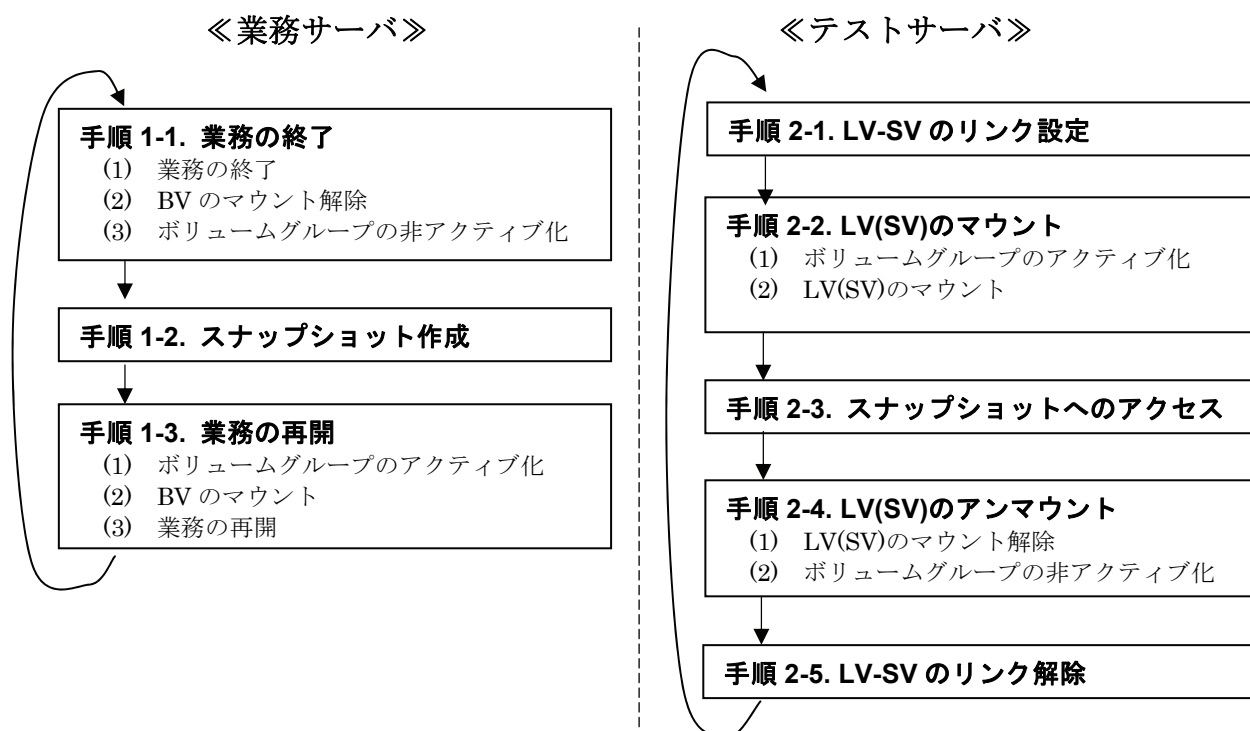 ≪業務サーバ≫
手順 1-1. 業務の終了
(1) 業務の終了
(2) BV のマウント解除
(3) ボリュームグループの非アクティブ化
手順 1-2. スナップショット作成
手順 1-3. 業務の再開
(1) ボリュームグループのアクティブ化
(2) BV のマウント
(3) 業務の再開
≪テストサーバ≫
手順 2-1. LV-SV のリンク設定
手順 2-2. LV(SV)のマウント
(1) ボリュームグループのアクティブ化
(2) LV(SV)のマウント
手順 2-3. スナップショットへのアクセス
手順 2-4. LV(SV)のアンマウント
(1) LV(SV)のマウント解除
(2) ボリュームグループの非アクティブ化
手順 2-5. LV-SV のリンク解除